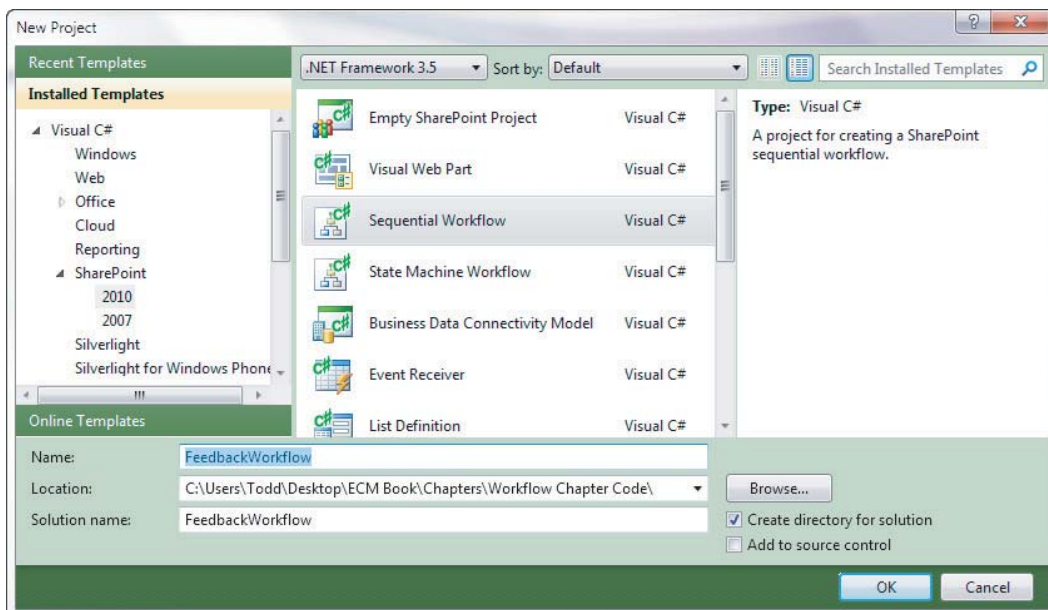 New Project
Recent Templates
Installed Templates
Visual C#
Windows
Web
Office
Cloud
Reporting
SharePoint
2010
2007
Silverlight
Silverlight for Windows Phone
Online Templates
.NET Framework 3.5
Sort by: Default
Search Installed Templates
Empty SharePoint Project Visual C#
Visual Web Part Visual C#
Sequential Workflow Visual C#
State Machine Workflow Visual C#
Business Data Connectivity Model Visual C#
Event Receiver Visual C#
List Definition Visual C#
Type: Visual C#
A project for creating a SharePoint
sequential workflow.
Name: FeedbackWorkflow
Location: C:\Users\Todd\Desktop\ECM Book\Chapters\Workflow Chapter Code\
Browse...
Solution name: FeedbackWorkflow
Create directory for solution
Add to source control
OK Cancel